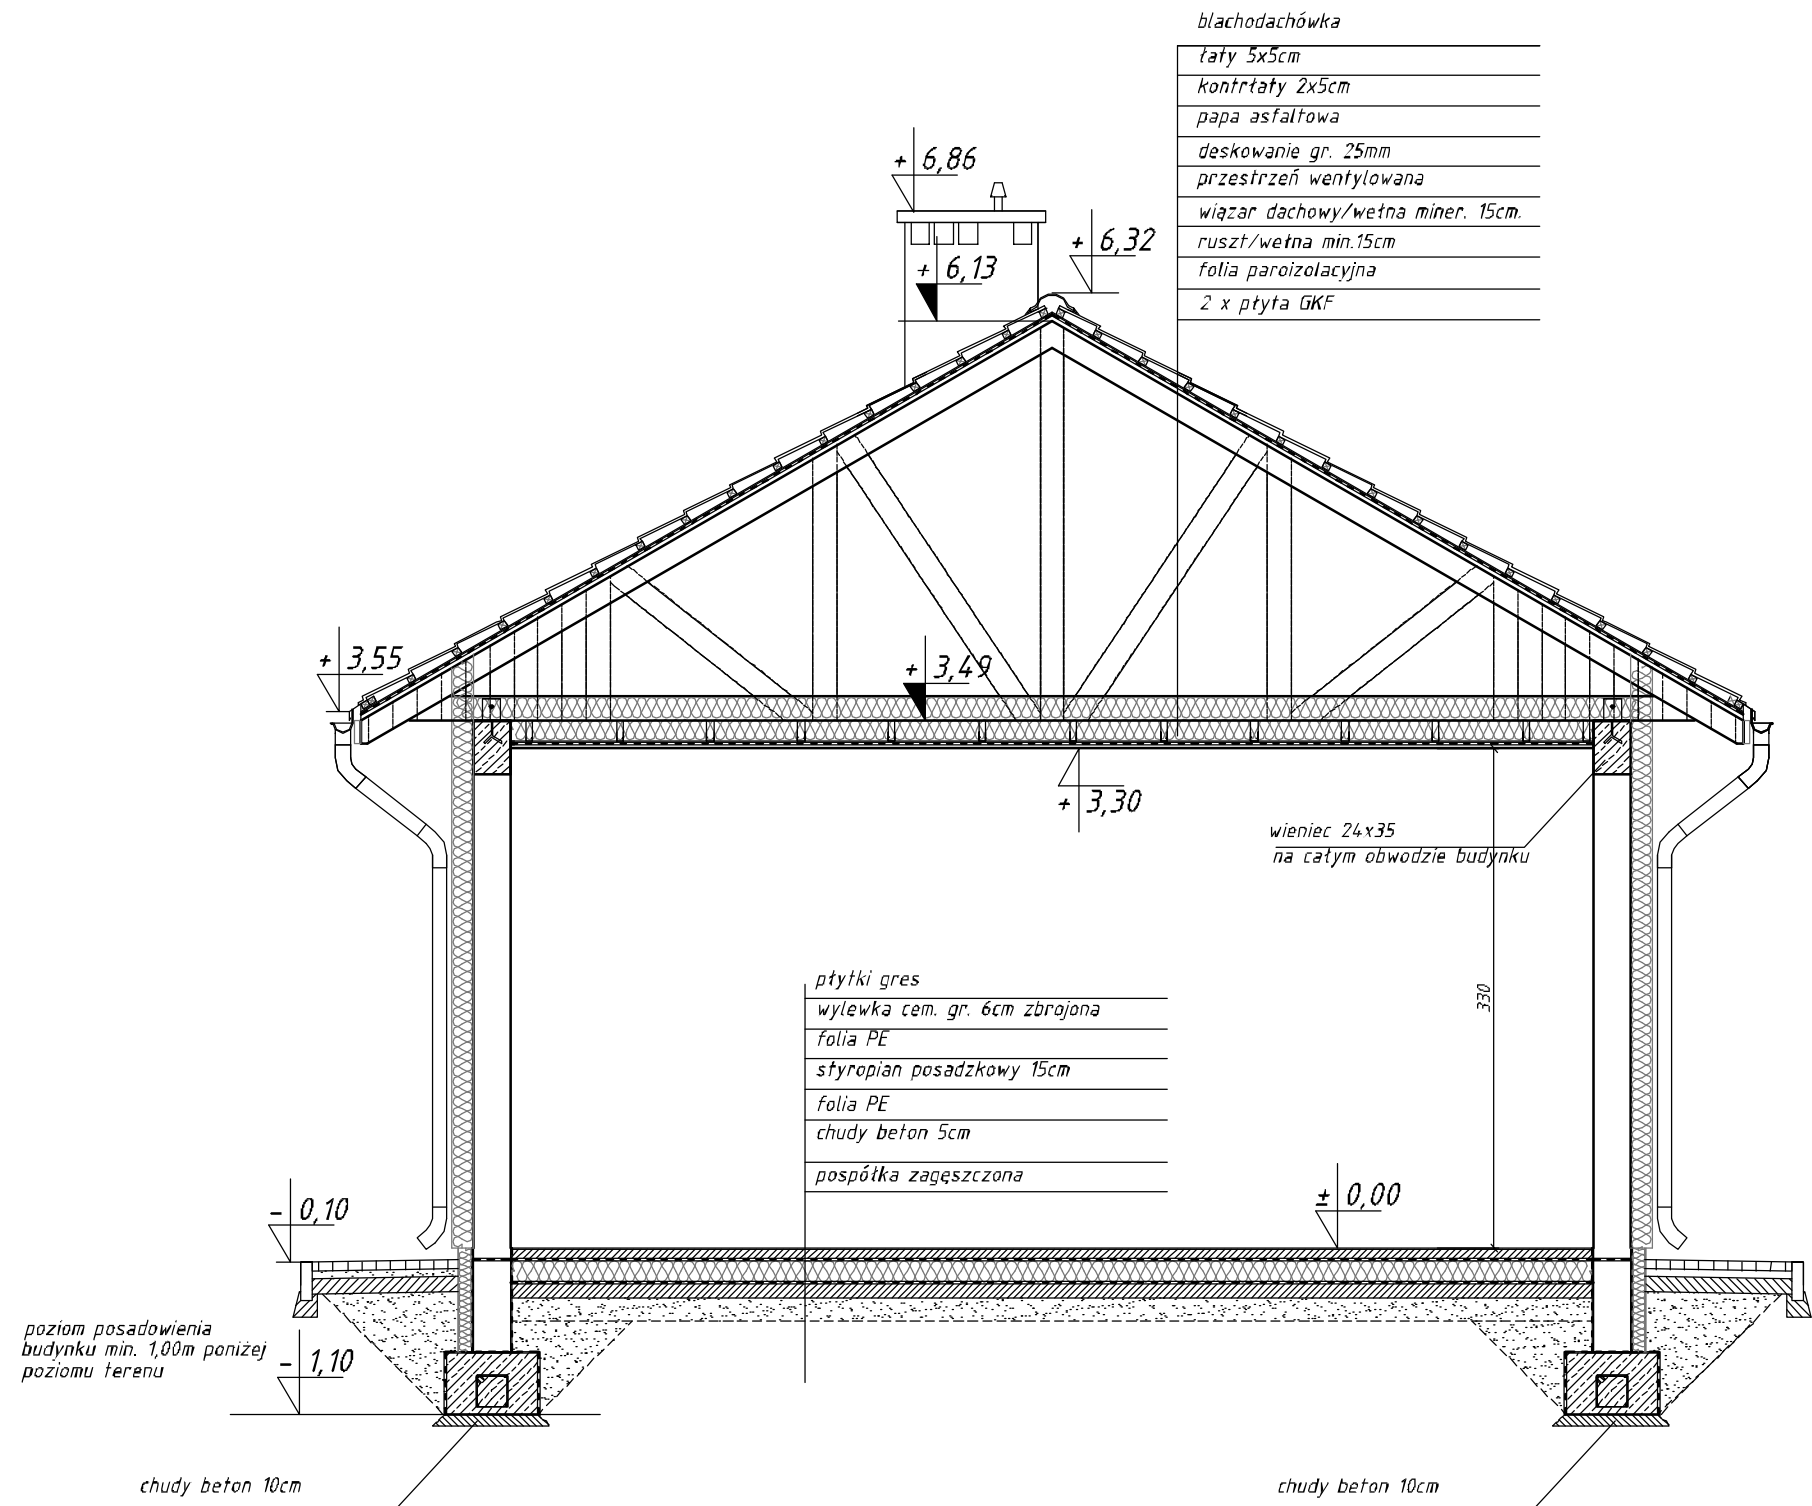 blachodachówka
łaty 5x5cm
kontrłaty 2x5cm
papa asfaltowa
deskowanie gr. 25mm
przestrzeń wentylowana
wiązar dachowy/wełna miner. 15cm.
ruszt/wełna min.15cm
folia paroizolacyjna
2 x płyta GKF
+ 6,86
+ 6,32
+ 6,13
+ 3,55
+ 3,49
+ 3,30
wieniec 24x35
na całym obwodzie budynku
330
płytki gres
wylewka cem. gr. 6cm zbrojona
folia PE
styropian posadzkowy 15cm
folia PE
chudy beton 5cm
pospółka zagęszczona
- 0,10
± 0,00
poziom posadowienia
budynku min. 1,00m poniżej
poziomu terenu
- 1,10
chudy beton 10cm
chudy beton 10cm